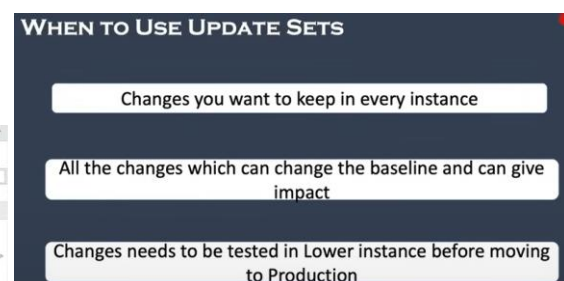 WHEN TO USE UPDATE SETS
Changes you want to keep in every instance
All the changes which can change the baseline and can give
impact
Changes needs to be tested in Lower instance before moving
to Production